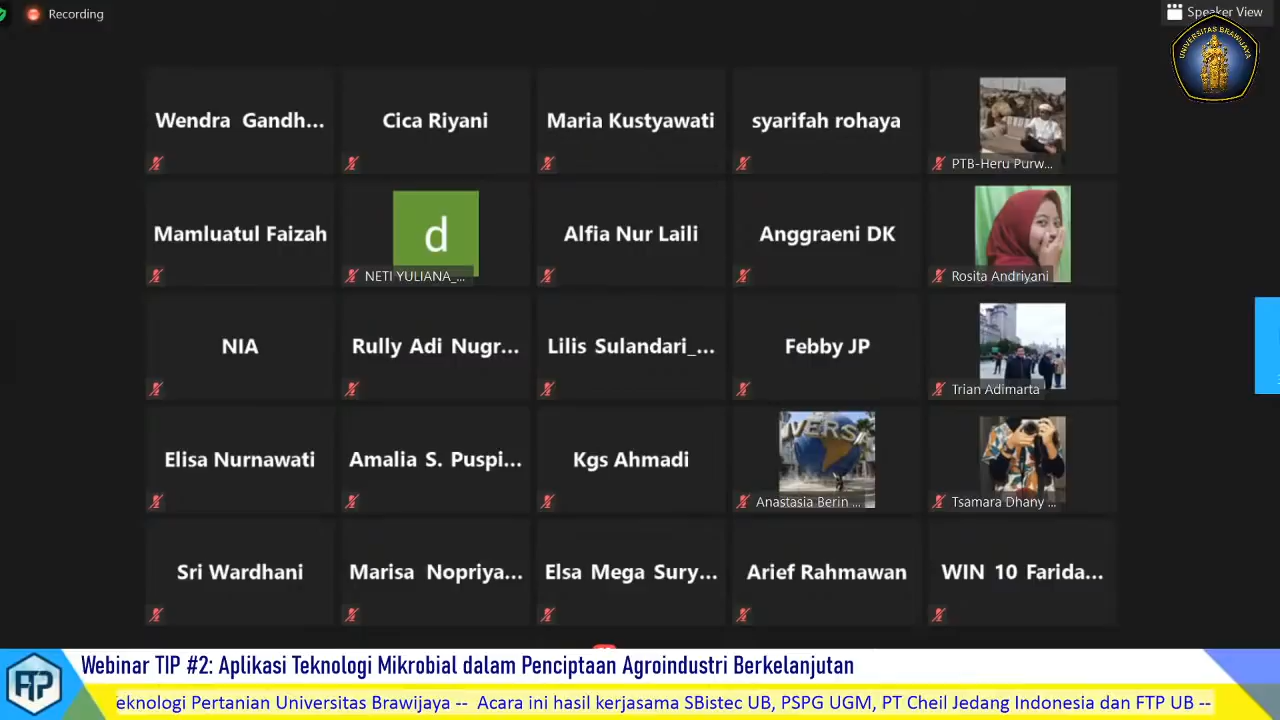 Recording
Speaker View
UNIVERSITAS BRAWIJAYA
Wendra Gandh...
Cica Riyani
Maria Kustyawati
syarifah rohaya
PTB-Heru Purw...
Mamluatul Faizah
d
NETI YULIANA_...
Alfia Nur Laili
Anggraeni DK
Rosita Andriyani
NIA
Rully Adi Nugr...
Lilis Sulandari_...
Febby JP
Trian Adimarta
Elisa Nurnawati
Amalia S. Puspi...
Kgs Ahmadi
IVERS
Anastasia Berin ...
Tsamara Dhany ...
Sri Wardhani
Marisa Nopriya...
Elsa Mega Sury...
Arief Rahmawan
WIN 10 Farida...
Webinar TIP #2: Aplikasi Teknologi Mikrobial dalam Penciptaan Agroindustri Berkelanjutan
eknologi Pertanian Universitas Brawijaya -- Acara ini hasil kerjasama SBistec UB, PSPG UGM, PT Cheil Jedang Indonesia dan FTP UB --